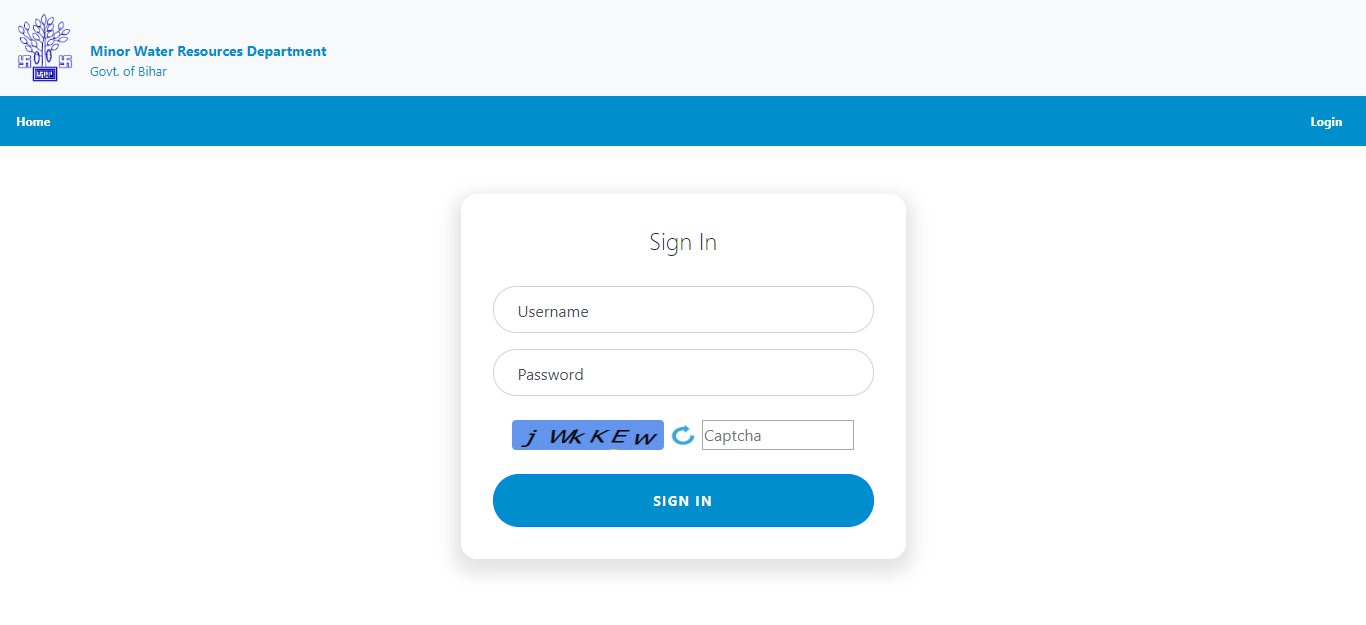 Minor Water Resources Department
Govt. of Bihar
Home
Login
Sign In
Username
Password
Captcha
SIGN IN